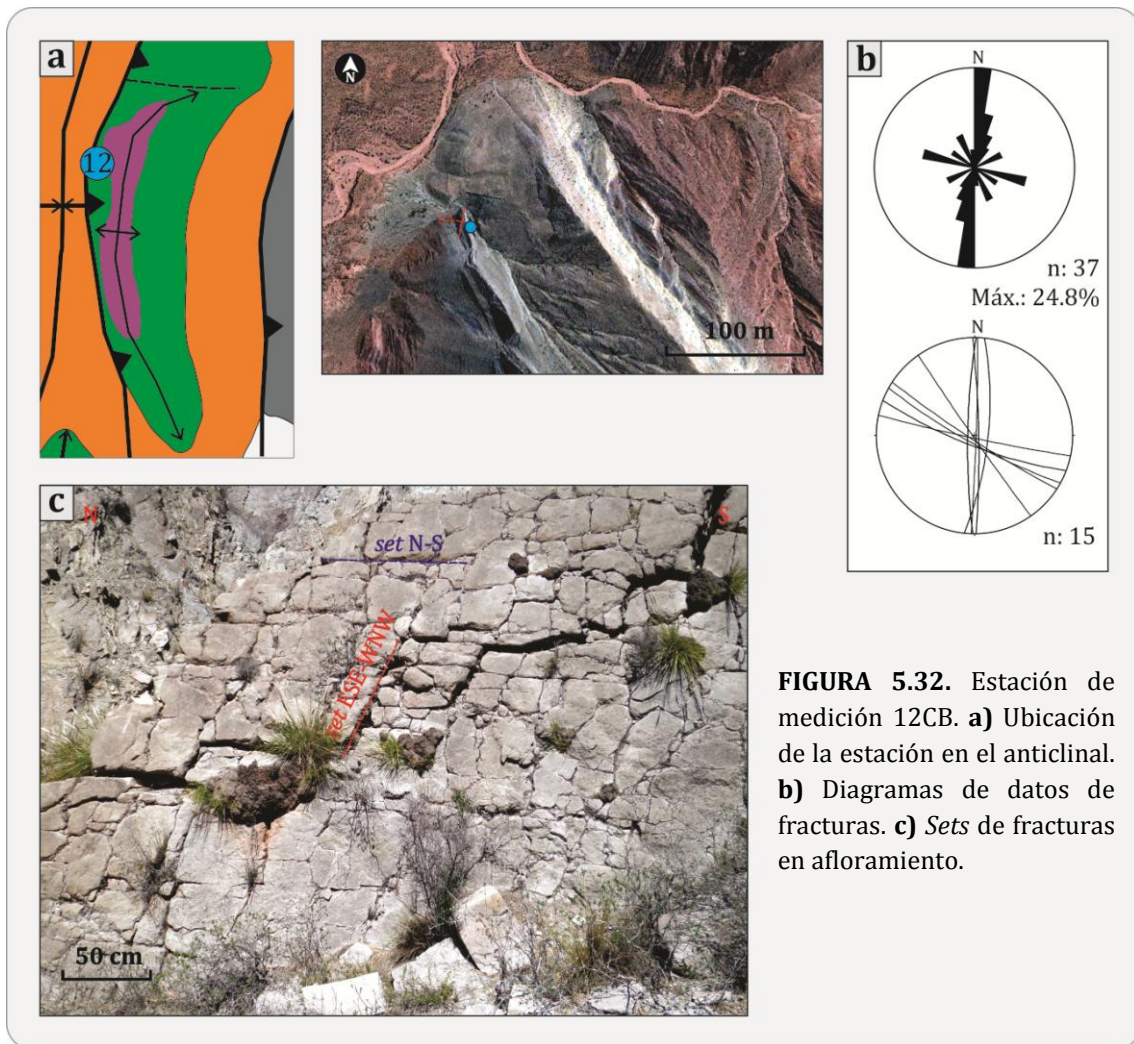 a
12
N
100 m
b
N
n: 37
Máx.: 24.8%
N
n: 15
c
N
S
set N-S
set ESE-WNW
50 cm
FIGURA 5.32. Estación de
medición 12CB. a) Ubicación
de la estación en el anticlinal.
b) Diagramas de datos de
fracturas. c) Sets de fracturas
en afloramiento.